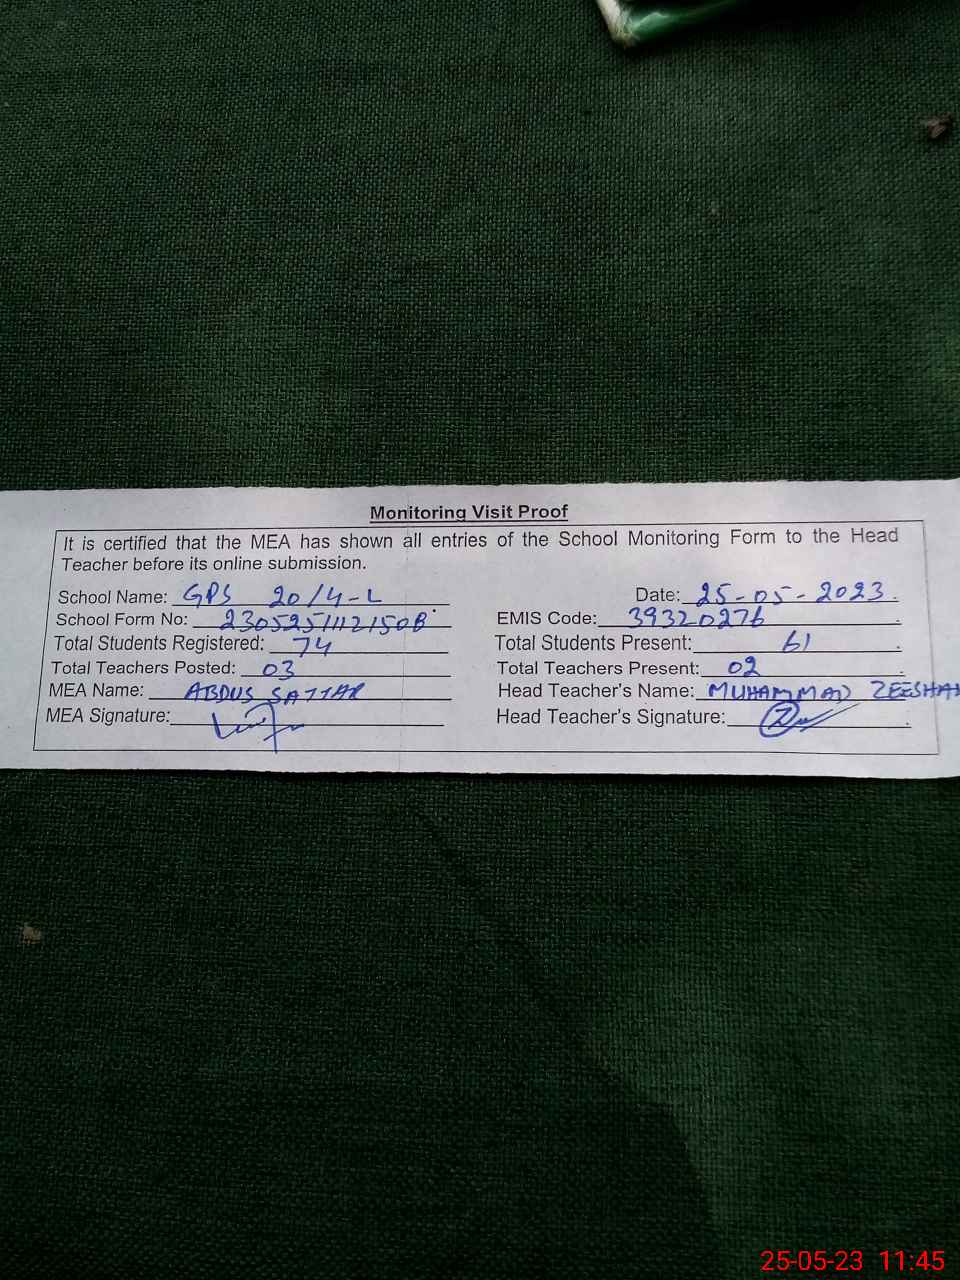 Monitoring Visit Proof
It is certified that the MEA has shown all entries of the School Monitoring Form to the Head
Teacher before its online submission.
School Name: GPS 20/4-L Date: 25-05-2023
School Form No: 2305251112150B EMIS Code: 39320276
Total Students Registered: 74 Total Students Present: 61
Total Teachers Posted: 03 Total Teachers Present: 02
MEA Name: ABDUS SATTAR Head Teacher's Name: MUHAMMAD ZEESHAN
MEA Signature: Head Teacher's Signature:
25-05-23 11:45